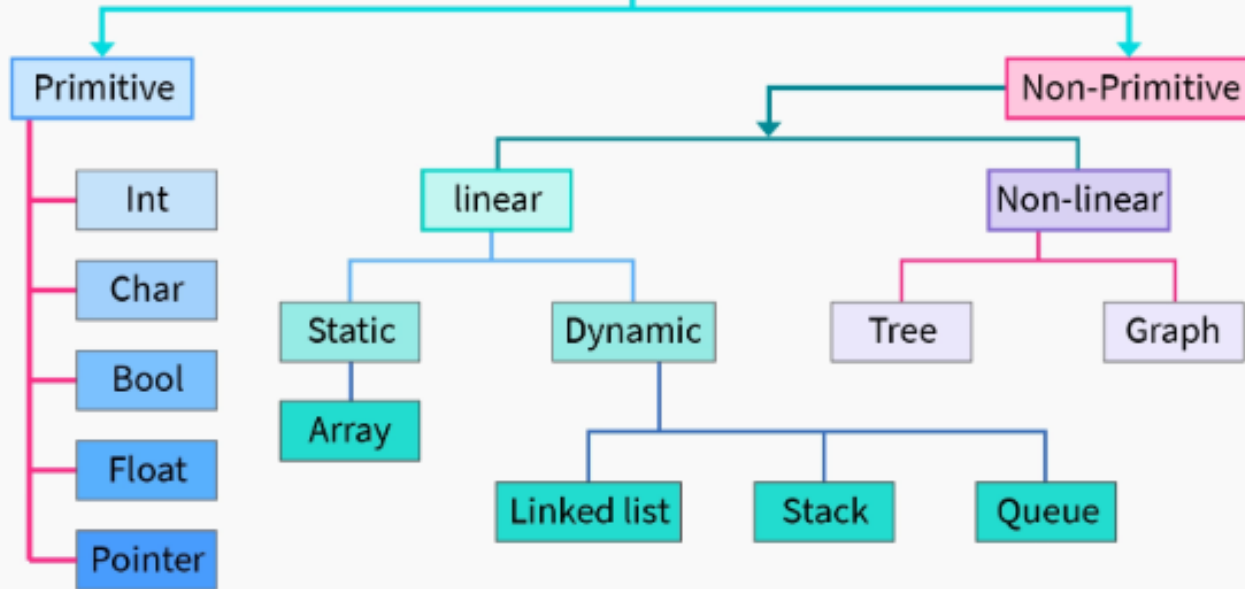 Primitive
Non-Primitive
Int
linear
Non-linear
Char
Static
Dynamic
Tree
Graph
Bool
Array
Float
Linked list
Stack
Queue
Pointer